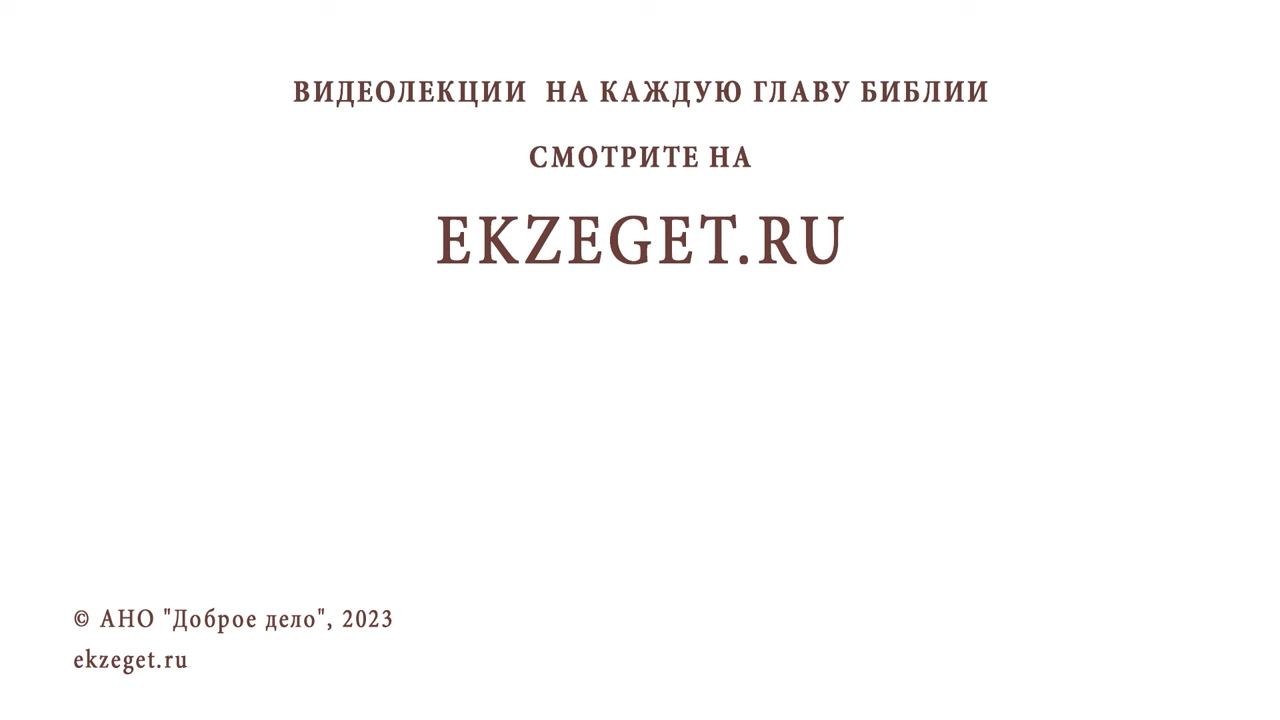 ВИДЕОЛЕКЦИИ НА КАЖДУЮ ГЛАВУ БИБЛИИ
СМОТРИТЕ НА
EKZEGET.RU
© АНО "Доброе дело", 2023
ekzeget.ru